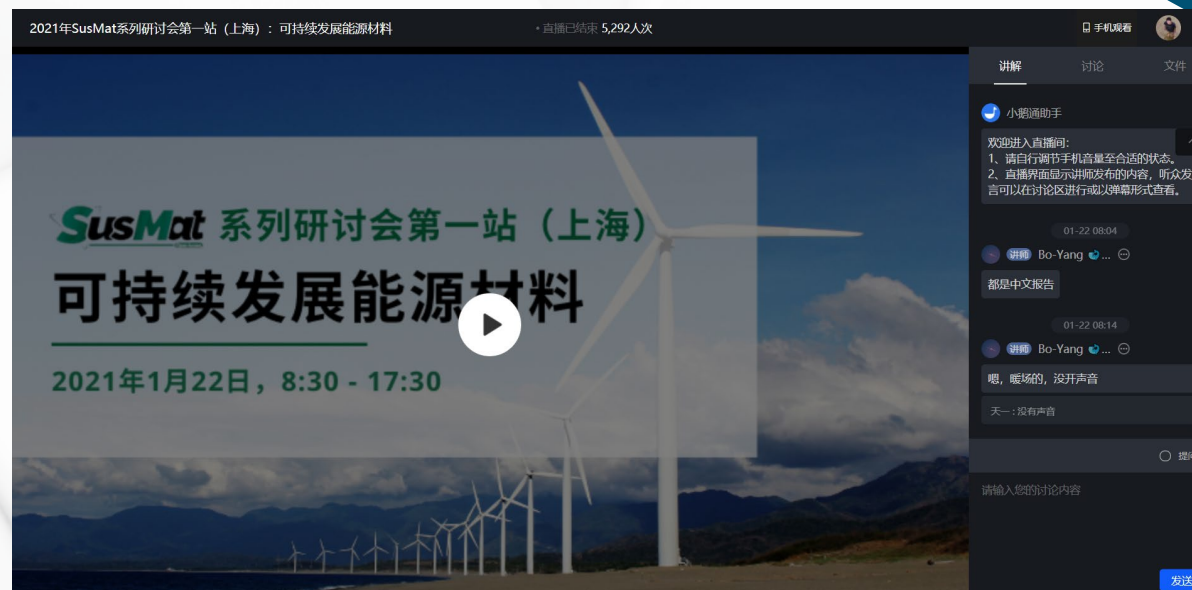 2021年SusMat系列研讨会第一站（上海）：可持续发展能源材料
• 直播已结束 5,292人次
手机观看
SusMat 系列研讨会第一站（上海）
可持续发展能源材料
2021年1月22日，8:30 - 17:30
讲解 讨论 文件
小鹅通助手
欢迎进入直播间：
1、请自行调节手机音量至合适的状态。
2、直播界面显示讲师发布的内容，听众发
言可以在讨论区进行或以弹幕形式查看。
01-22 08:04
讲师 Bo-Yang ...
都是中文报告
01-22 08:14
讲师 Bo-Yang ...
嗯，暖场的，没开声音
天一 : 没有声音
提问
请输入您的讨论内容
发送